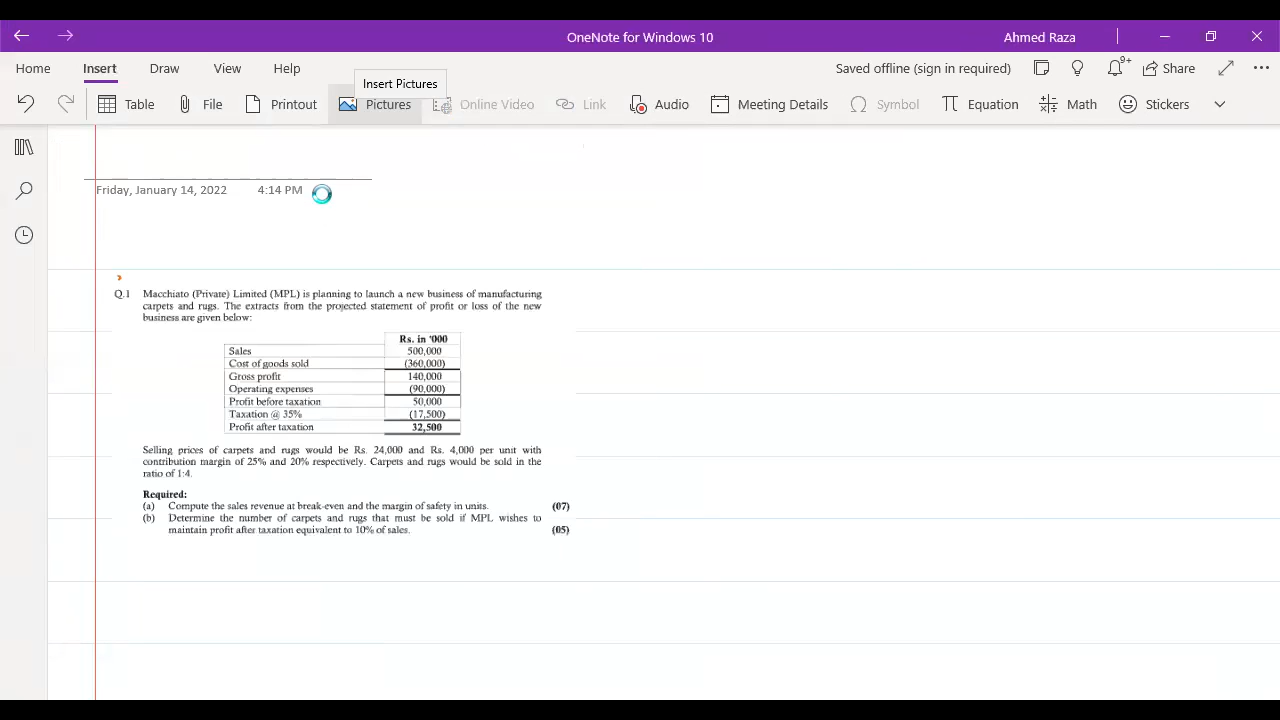 OneNote for Windows 10
Ahmed Raza
Home Insert Draw View Help
Insert Pictures
Saved offline (sign in required)
9+
Share
Table File Printout Pictures Online Video Link Audio Meeting Details Symbol Equation Math Stickers
Friday, January 14, 2022 4:14 PM
Q.1 Macchiato (Private) Limited (MPL) is planning to launch a new business of manufacturing
carpets and rugs. The extracts from the projected statement of profit or loss of the new
business are given below:
Rs. in '000
Sales 500,000
Cost of goods sold (360,000)
Gross profit 140,000
Operating expenses (90,000)
Profit before taxation 50,000
Taxation @ 35% (17,500)
Profit after taxation 32,500
Selling prices of carpets and rugs would be Rs. 24,000 and Rs. 4,000 per unit with
contribution margin of 25% and 20% respectively. Carpets and rugs would be sold in the
ratio of 1:4.
Required:
(a) Compute the sales revenue at break-even and the margin of safety in units. (07)
(b) Determine the number of carpets and rugs that must be sold if MPL wishes to
maintain profit after taxation equivalent to 10% of sales. (05)